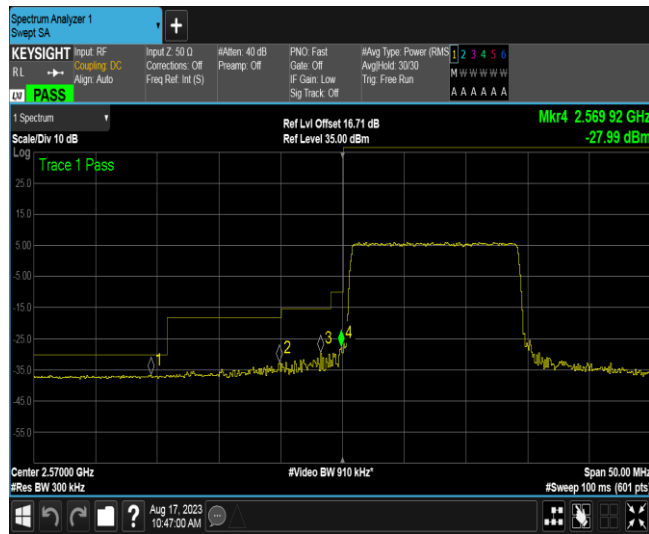 Spectrum Analyzer 1
Swept SA
KEYSIGHT
RL
LXI PASS
Input: RF
Coupling: DC
Align: Auto
Input Z: 50 Ω
Corrections: Off
Freq Ref: Int (S)
#Atten: 40 dB
Preamp: Off
PNO: Fast
Gate: Off
IF Gain: Low
Sig Track: Off
#Avg Type: Power (RMS
Avg|Hold: 30/30
Trig: Free Run
1 2 3 4 5 6
M W W W W W
A A A A A A
1 Spectrum
Scale/Div 10 dB
Log
Ref Lvl Offset 16.71 dB
Ref Level 35.00 dBm
Mkr4 2.569 92 GHz
-27.99 dBm
Trace 1 Pass
25.0
15.0
5.00
-5.00
-15.0
-25.0
-35.0
-45.0
-55.0
1
2
3
4
Center 2.57000 GHz
#Res BW 300 kHz
#Video BW 910 kHz*
Span 50.00 MHz
#Sweep 100 ms (601 pts
?
Aug 17, 2023
10:47:00 AM